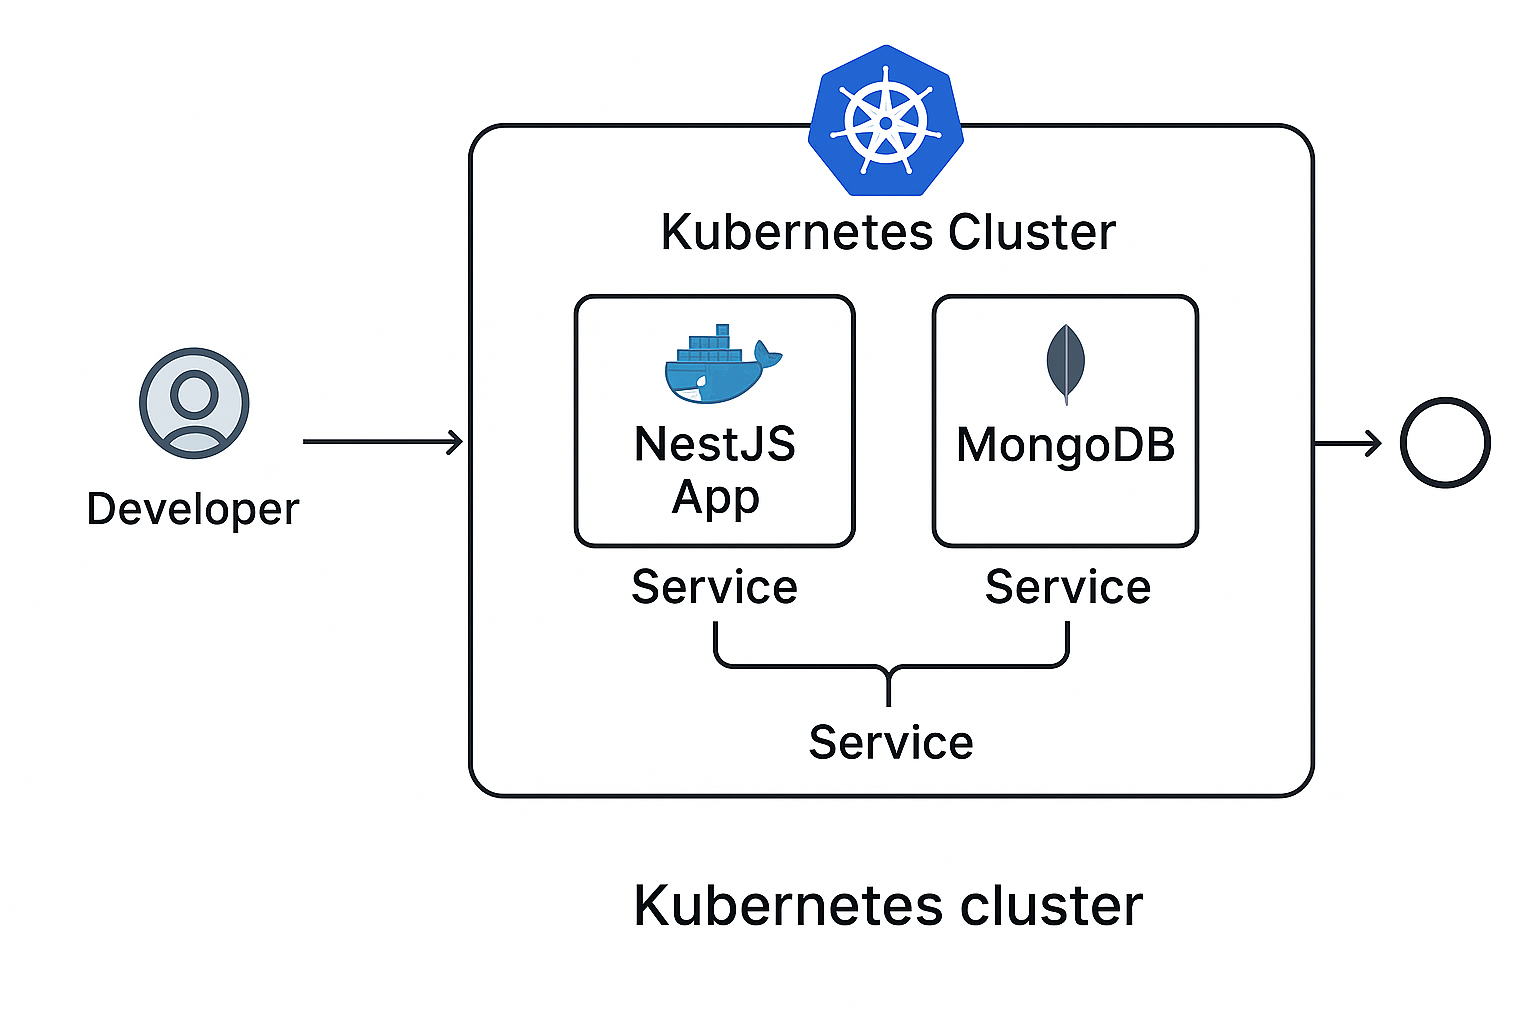 Kubernetes Cluster
Developer
NestJS
App
MongoDB
Service
Service
Service
Kubernetes cluster